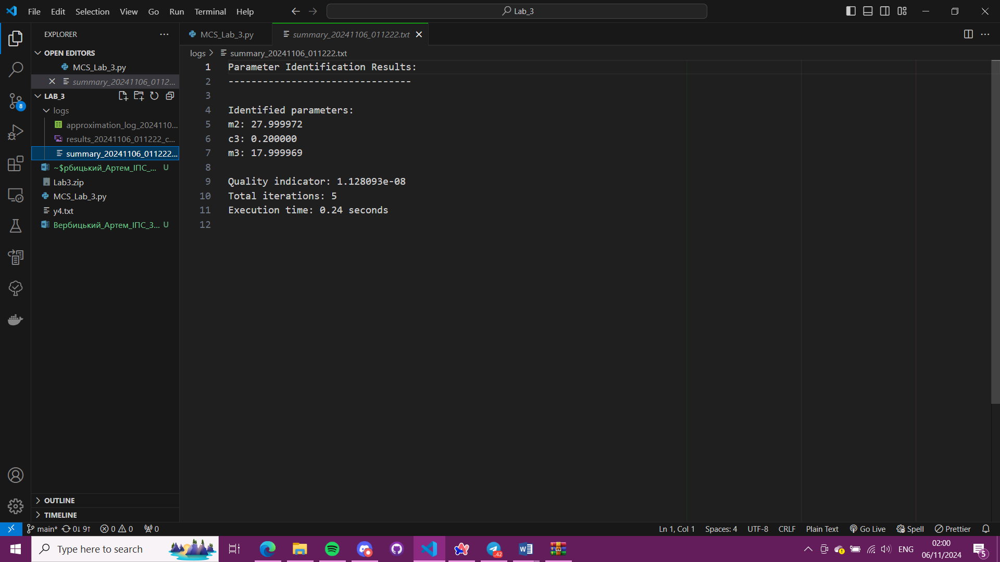 File Edit Selection View Go Run Terminal Help
Lab_3
EXPLORER
OPEN EDITORS
MCS_Lab_3.py
summary_20241106_0112...
LAB_3
logs
approximation_log_2024110...
results_20241106_011222_c...
summary_20241106_011222...
~$рбицький_Артем_ІПС_... U
Lab3.zip
MCS_Lab_3.py
y4.txt
Вербицький_Артем_ІПС_3... U
OUTLINE
TIMELINE
8
MCS_Lab_3.py
summary_20241106_011222.txt
logs > summary_20241106_011222.txt
1 Parameter Identification Results:
2 --------------------------------
3
4 Identified parameters:
5 m2: 27.999972
6 c3: 0.200000
7 m3: 17.999969
8
9 Quality indicator: 1.128093e-08
10 Total iterations: 5
11 Execution time: 0.24 seconds
12
main* 0↓ 9↑ 0 0 0
Ln 1, Col 1 Spaces: 4 UTF-8 CRLF Plain Text Go Live Spell Prettier
Type here to search
42
ENG
02:00
06/11/2024
5